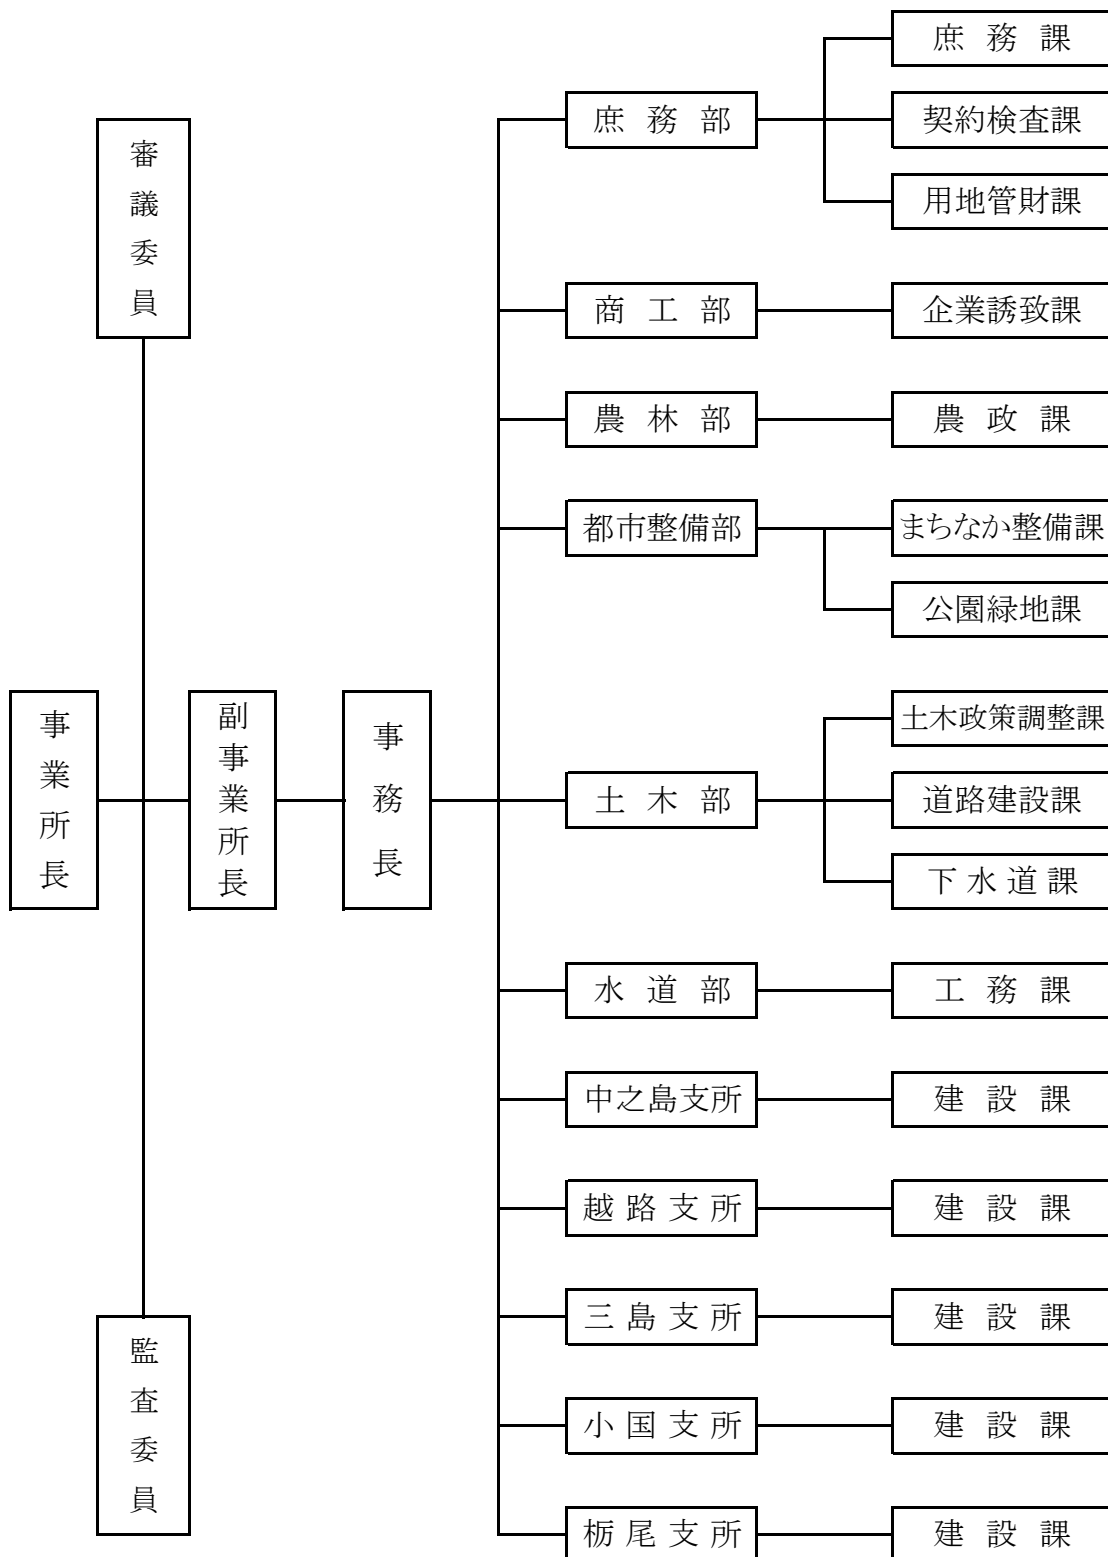 審議委員
事業所長
副事業所長
事務長
監査委員
庶務部
庶務課
契約検査課
用地管財課
商工部
企業誘致課
農林部
農政課
都市整備部
まちなか整備課
公園緑地課
土木部
土木政策調整課
道路建設課
下水道課
水道部
工務課
中之島支所
建設課
越路支所
建設課
三島支所
建設課
小国支所
建設課
栃尾支所
建設課